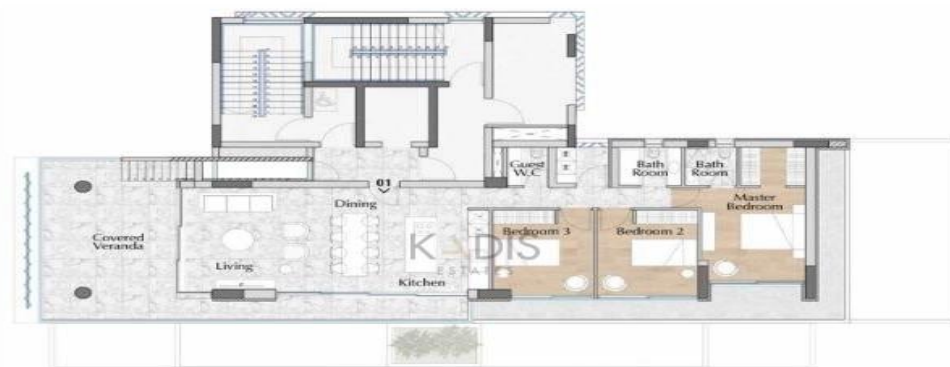 Guest
W.C
Bath
Room
Bath
Room
01
Dining
Master
Bedroom
Covered
Veranda
Bedroom 3
Bedroom 2
KADIS
ESTATES
Living
Kitchen